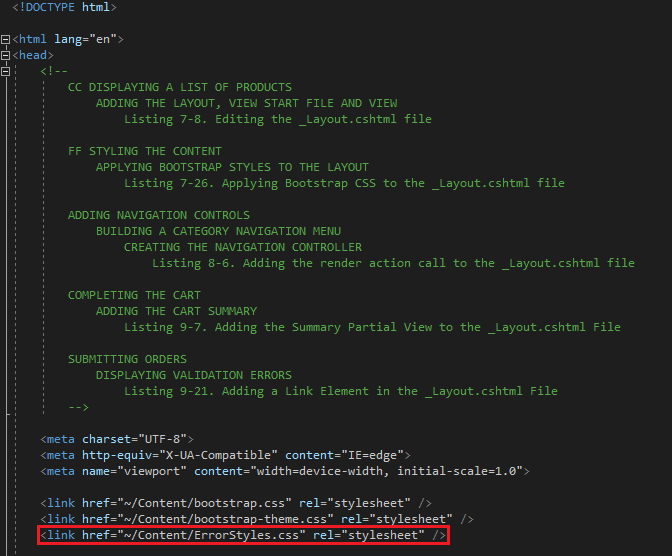 <!DOCTYPE html>
<html lang="en">
<head>
<!--
CC DISPLAYING A LIST OF PRODUCTS
ADDING THE LAYOUT, VIEW START FILE AND VIEW
Listing 7-8. Editing the _Layout.cshtml file
FF STYLING THE CONTENT
APPLYING BOOTSTRAP STYLES TO THE LAYOUT
Listing 7-26. Applying Bootstrap CSS to the _Layout.cshtml file
ADDING NAVIGATION CONTROLS
BUILDING A CATEGORY NAVIGATION MENU
CREATING THE NAVIGATION CONTROLLER
Listing 8-6. Adding the render action call to the _Layout.cshtml file
COMPLETING THE CART
ADDING THE CART SUMMARY
Listing 9-7. Adding the Summary Partial View to the _Layout.cshtml File
SUBMITTING ORDERS
DISPLAYING VALIDATION ERRORS
Listing 9-21. Adding a Link Element in the _Layout.cshtml File
-->
<meta charset="UTF-8">
<meta http-equiv="X-UA-Compatible" content="IE=edge">
<meta name="viewport" content="width=device-width, initial-scale=1.0">
<link href="~/Content/bootstrap.css" rel="stylesheet" />
<link href="~/Content/bootstrap-theme.css" rel="stylesheet" />
<link href="~/Content/ErrorStyles.css" rel="stylesheet" />